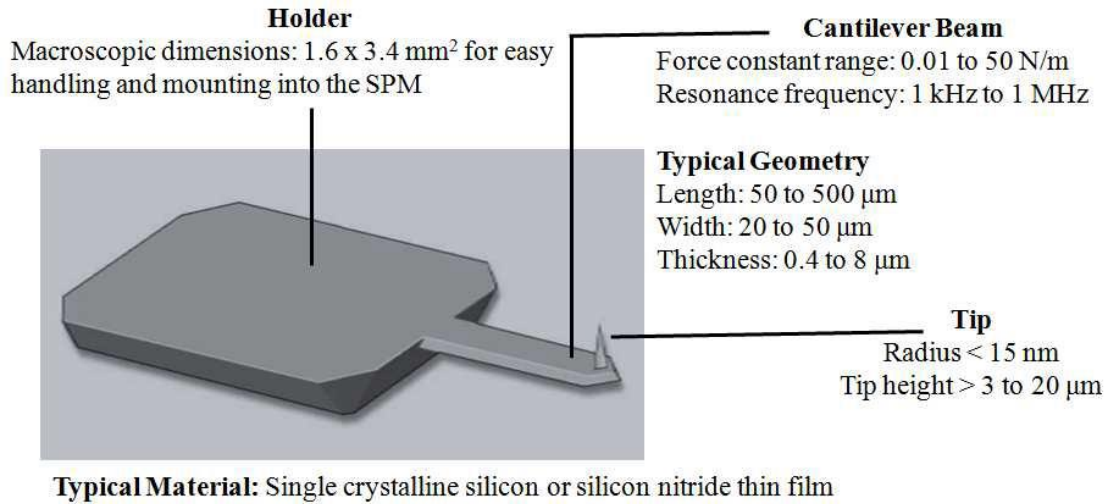 Holder
Macroscopic dimensions: 1.6 x 3.4 mm² for easy
handling and mounting into the SPM
Cantilever Beam
Force constant range: 0.01 to 50 N/m
Resonance frequency: 1 kHz to 1 MHz
Typical Geometry
Length: 50 to 500 μm
Width: 20 to 50 μm
Thickness: 0.4 to 8 μm
Tip
Radius < 15 nm
Tip height > 3 to 20 μm
Typical Material: Single crystalline silicon or silicon nitride thin film